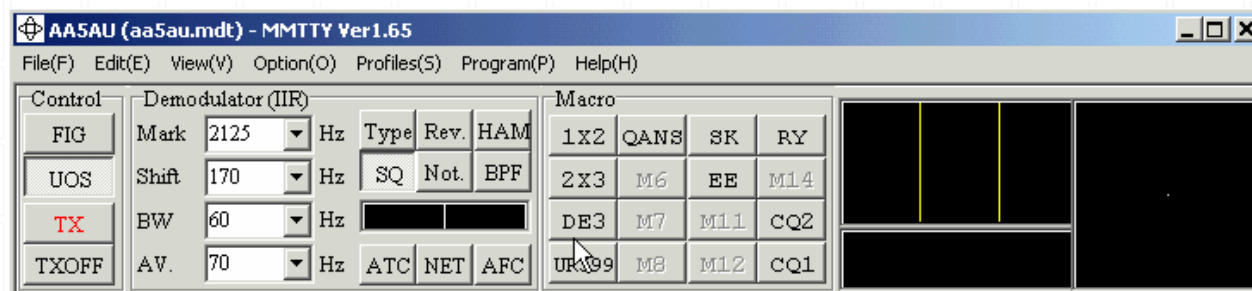 AA5AU (aa5au.mdt) - MMTTY Ver1.65
File(F) Edit(E) View(V) Option(O) Profiles(S) Program(P) Help(H)
Control Demodulator (IIR) Macro
FIG Mark 2125 Hz Type Rev. HAM 1X2 QANS SK RY
UOS Shift 170 Hz SQ Not. BPF 2X3 M6 EE M14
TX BW 60 Hz DE3 M7 M11 CQ2
TXOFF AV. 70 Hz ATC NET AFC M8 M12 CQ1